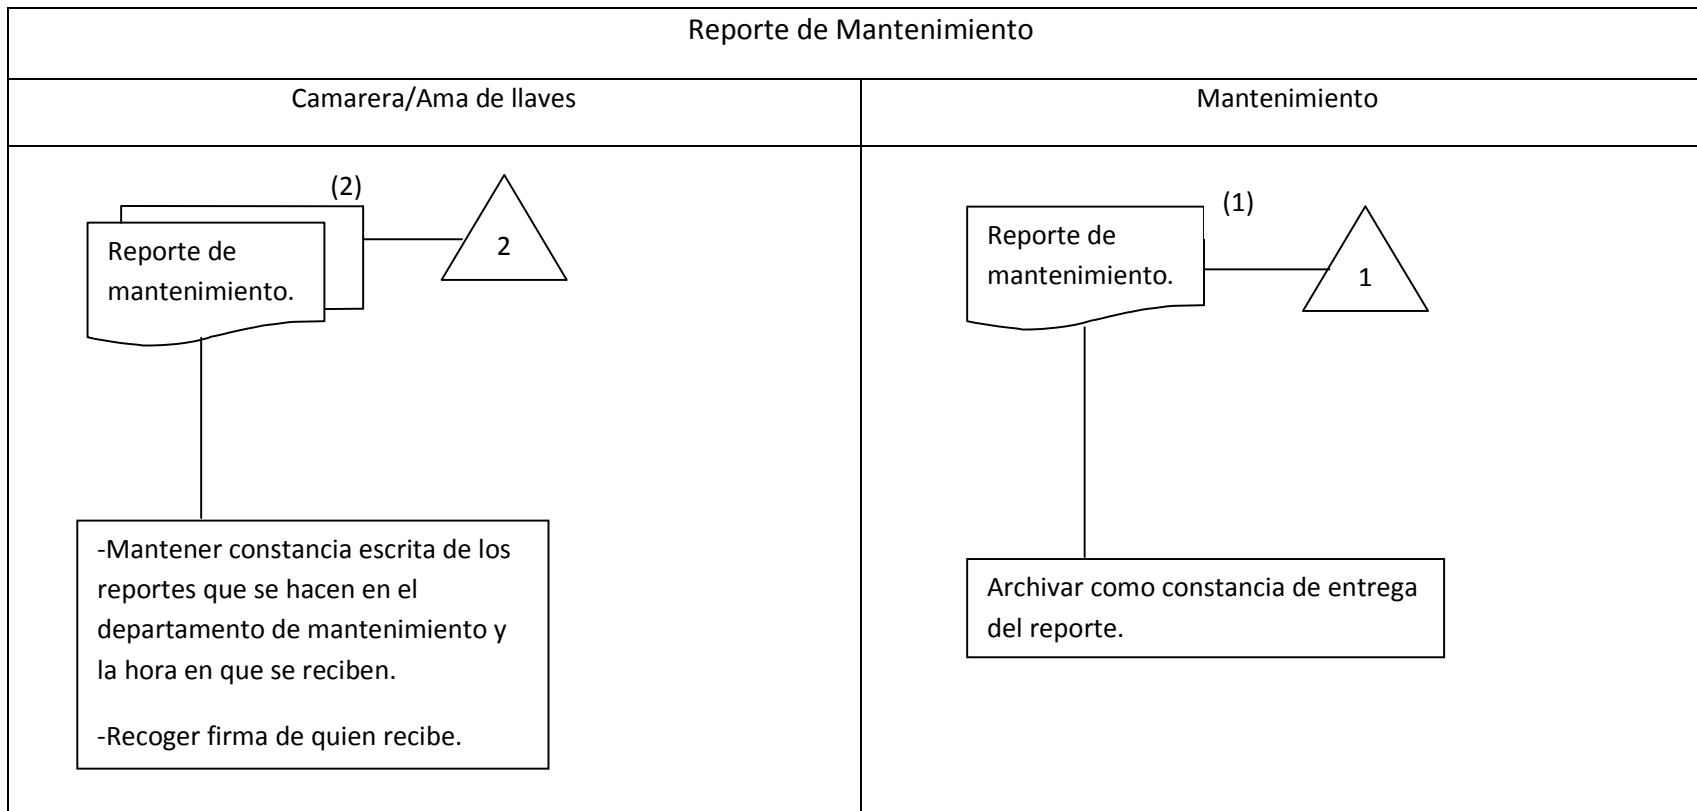 Reporte de Mantenimiento
Camarera/Ama de llaves
Mantenimiento
(2)
Reporte de
mantenimiento.
2
-Mantener constancia escrita de los
reportes que se hacen en el
departamento de mantenimiento y
la hora en que se reciben.
-Recoger firma de quien recibe.
(1)
Reporte de
mantenimiento.
1
Archivar como constancia de entrega
del reporte.